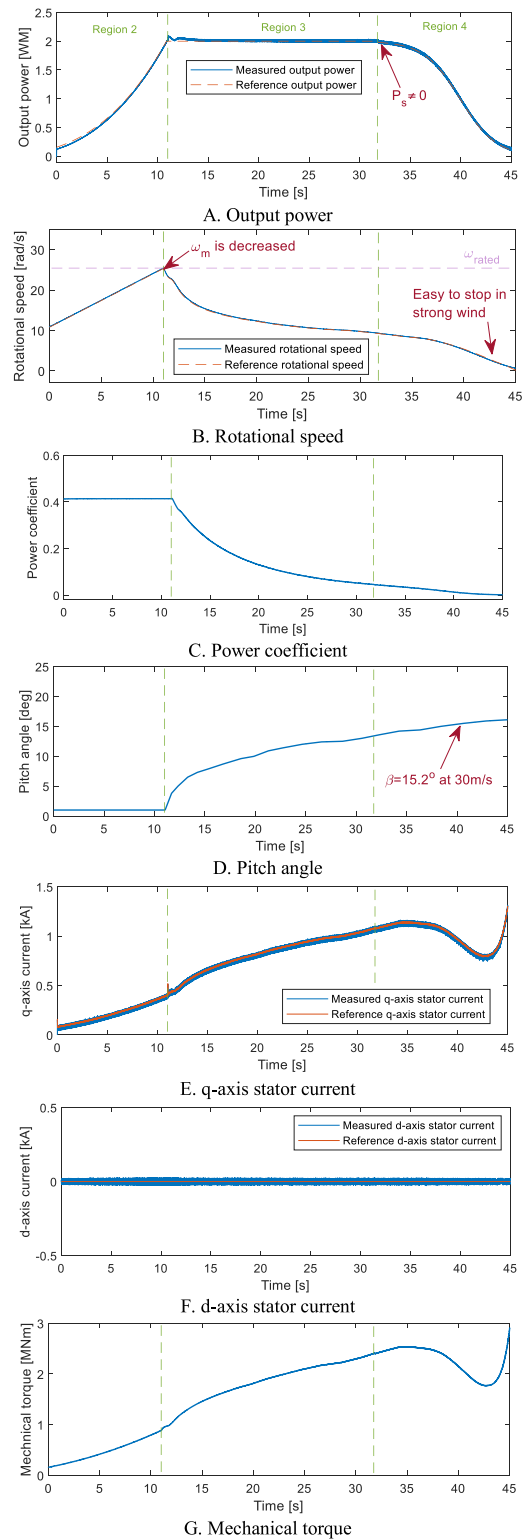 Region 2
Region 3
Region 4
Output power [WM]
2.5
2
1.5
1
0.5
0
Measured output power
Reference output power
P_s≠0
0 5 10 15 20 25 30 35 40 45
Time [s]
A. Output power
Rotational speed [rad/s]
30
20
10
0
ω_m is decreased
ω_rated
Easy to stop in
strong wind
Measured rotational speed
Reference rotational speed
0 5 10 15 20 25 30 35 40 45
Time [s]
B. Rotational speed
Power coefficient
0.6
0.4
0.2
0
0 5 10 15 20 25 30 35 40 45
Time [s]
C. Power coefficient
Pitch angle [deg]
25
20
15
10
5
0
β=15.2° at 30m/s
0 5 10 15 20 25 30 35 40 45
Time [s]
D. Pitch angle
q-axis current [kA]
1.5
1
0.5
0
Measured q-axis stator current
Reference q-axis stator current
0 5 10 15 20 25 30 35 40 45
Time [s]
E. q-axis stator current
d-axis current [kA]
0.5
0
-0.5
Measured d-axis stator current
Reference d-axis stator current
0 5 10 15 20 25 30 35 40 45
Time [s]
F. d-axis stator current
Mechnical torque [MNm]
3
2
1
0
0 5 10 15 20 25 30 35 40 45
Time [s]
G. Mechanical torque